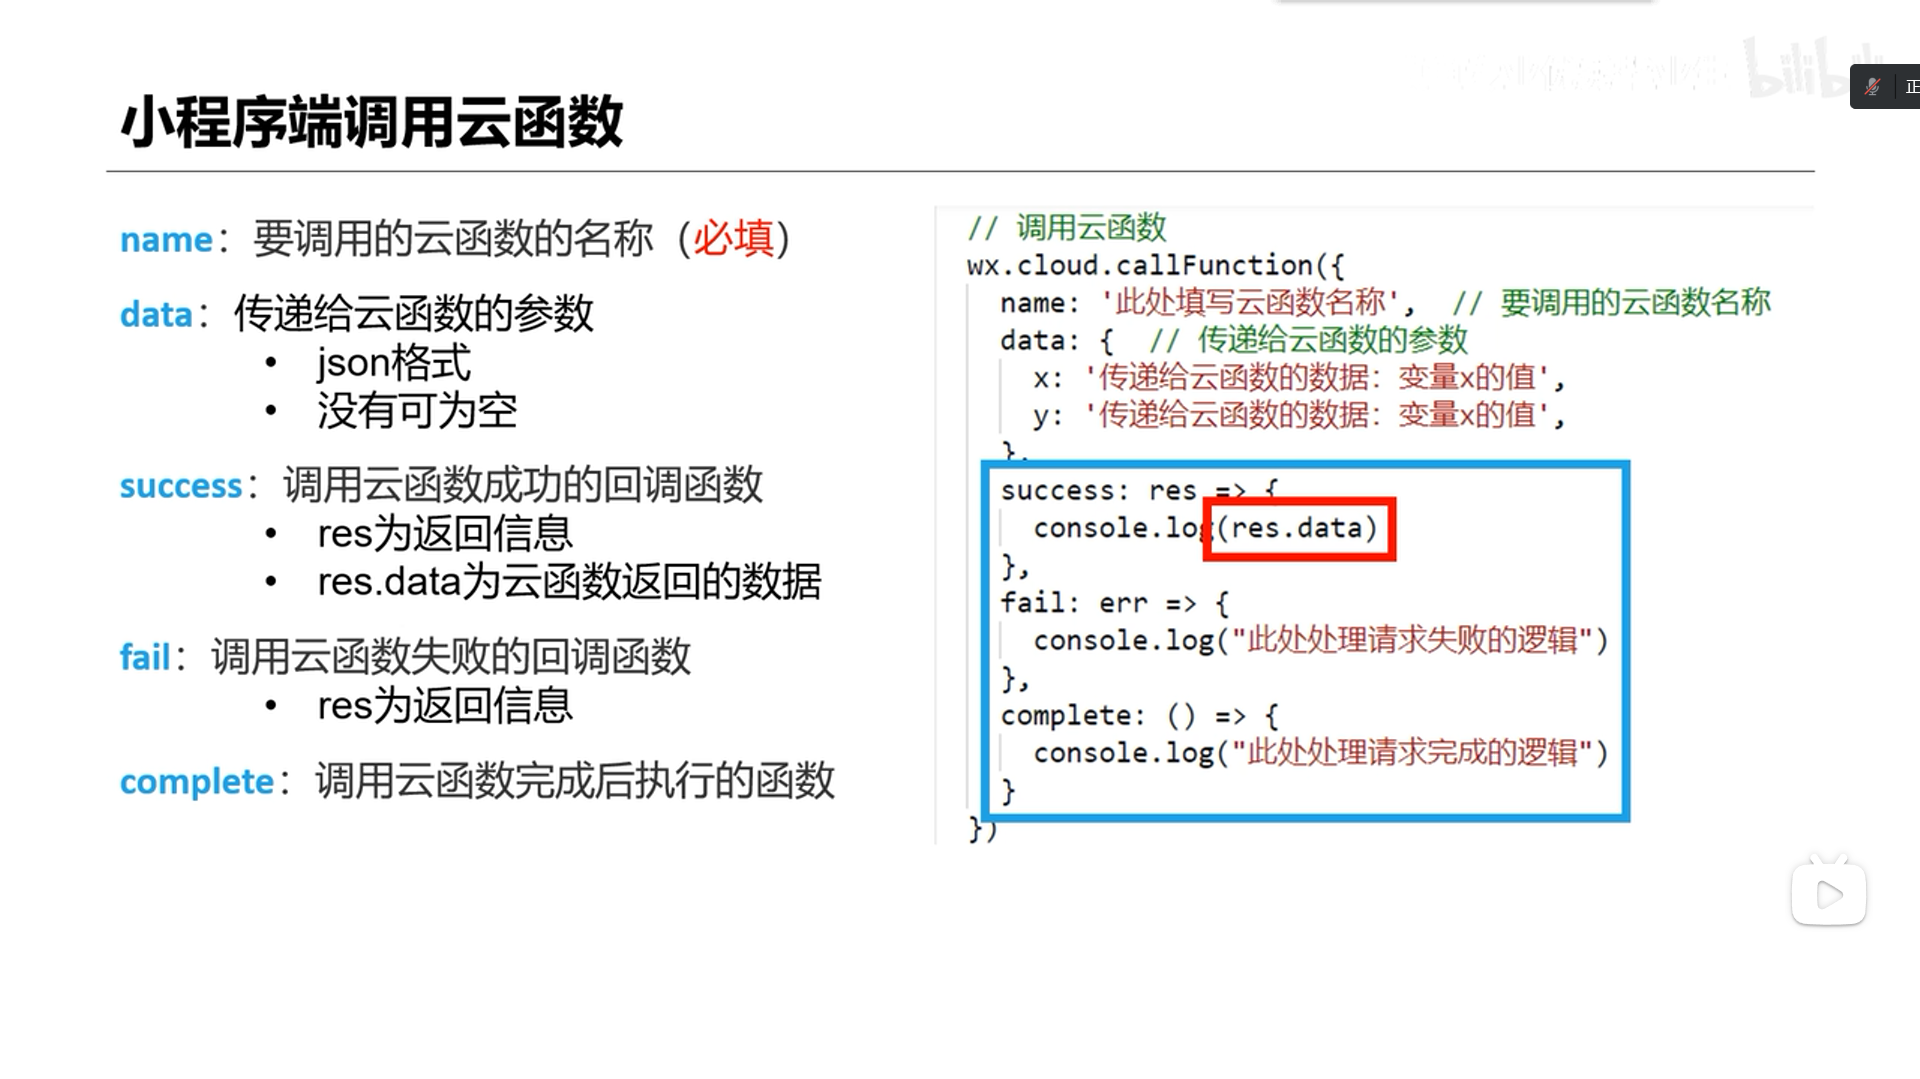 小程序端调用云函数
name：要调用的云函数的名称（必填）
data：传递给云函数的参数
• json格式
• 没有可为空
success：调用云函数成功的回调函数
• res为返回信息
• res.data为云函数返回的数据
fail：调用云函数失败的回调函数
• res为返回信息
complete：调用云函数完成后执行的函数
// 调用云函数
wx.cloud.callFunction({
name: '此处填写云函数名称', // 要调用的云函数名称
data: { // 传递给云函数的参数
x: '传递给云函数的数据：变量x的值',
y: '传递给云函数的数据：变量x的值',
},
success: res => {
console.log(res.data)
},
fail: err => {
console.log("此处处理请求失败的逻辑")
},
complete: () => {
console.log("此处处理请求完成的逻辑")
}
})
bilibili
正